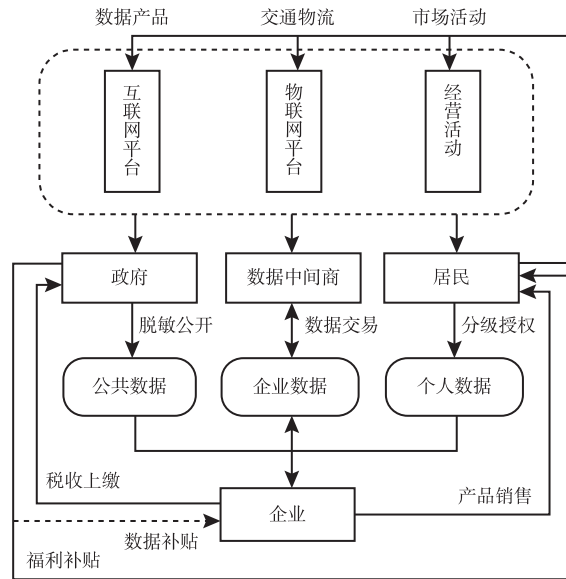 数据产品
交通物流
市场活动
互联网平台
物联网平台
经营活动
政府
数据中间商
居民
脱敏公开
数据交易
分级授权
公共数据
企业数据
个人数据
税收上缴
企业
产品销售
数据补贴
福利补贴